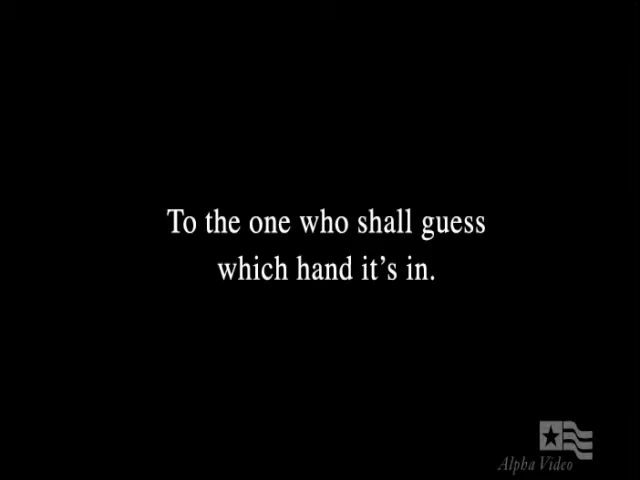 To the one who shall guess
which hand it's in.
Alpha Video